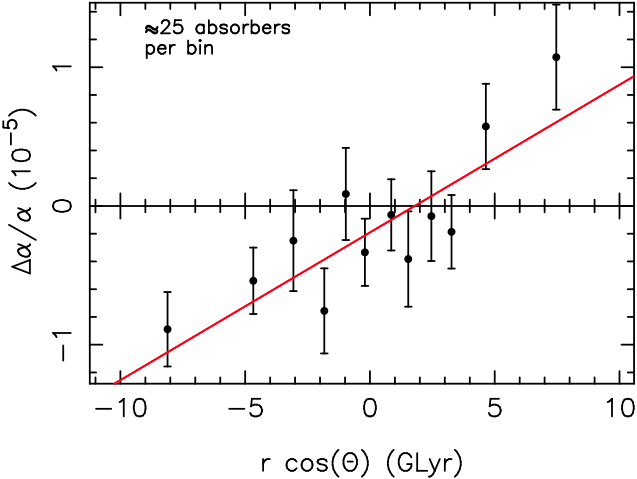 ≈25 absorbers
per bin
Δα/α (10⁻⁵)
1
0
−1
−10 −5 0 5 10
r cos(Θ) (GLyr)